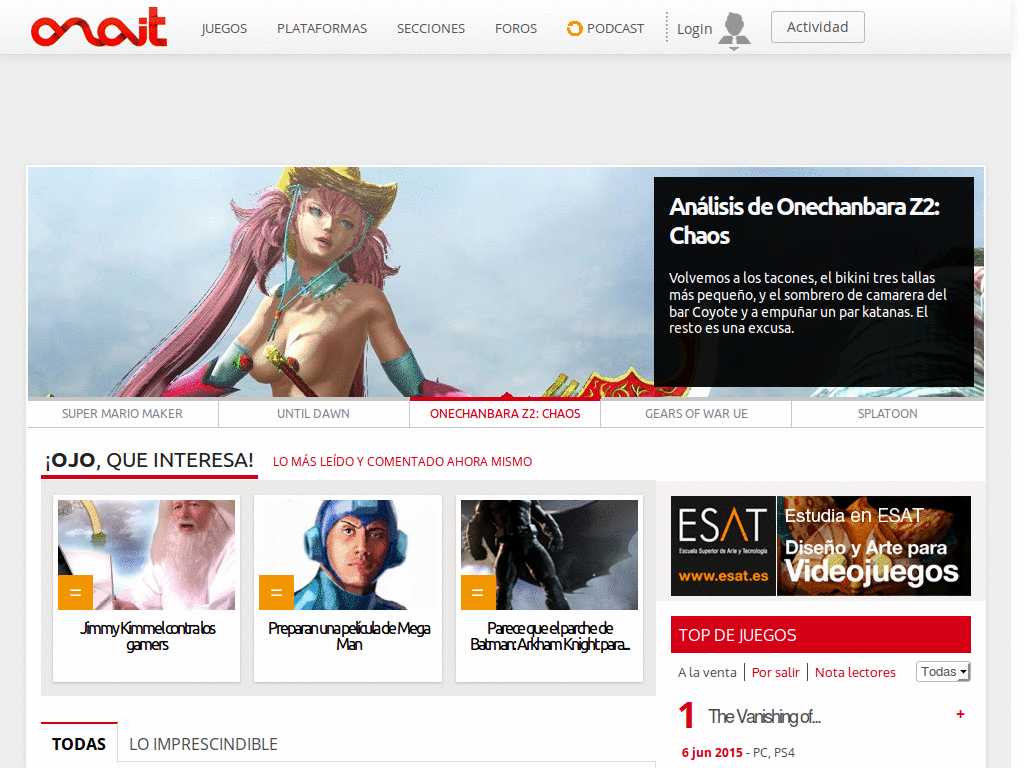 anait
JUEGOS PLATAFORMAS SECCIONES FOROS PODCAST Login Actividad
Análisis de Onechanbara Z2:
Chaos
Volvemos a los tacones, el bikini tres tallas
más pequeño, y el sombrero de camarera del
bar Coyote y a empuñar un par katanas. El
resto es una excusa.
SUPER MARIO MAKER UNTIL DAWN ONECHANBARA Z2: CHAOS GEARS OF WAR UE SPLATOON
¡OJO, QUE INTERESA! LO MÁS LEÍDO Y COMENTADO AHORA MISMO
=
Jimmy Kimmel contra los
gamers
=
Preparan una película de Mega
Man
=
Parece que el parche de
Batman: Arkham Knight para...
ESAT
Escuela Superior de Arte y Tecnología
www.esat.es
Estudia en ESAT
Diseño y Arte para
Videojuegos
TOP DE JUEGOS
A la venta Por salir Nota lectores Todas
1 The Vanishing of... +
6 jun 2015 - PC, PS4
TODAS LO IMPRESCINDIBLE